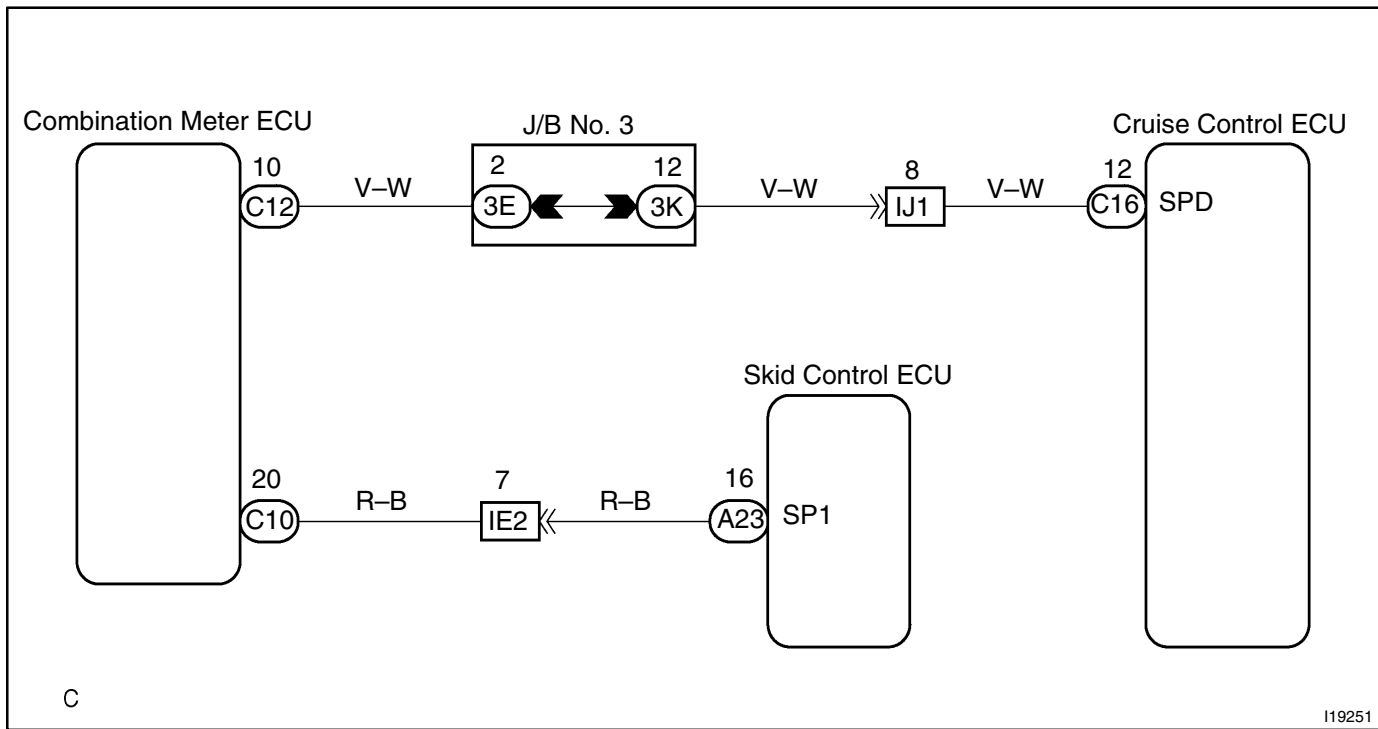 Combination Meter ECU
J/B No. 3
Cruise Control ECU
10
2
12
8
12
C12
V–W
3E
3K
V–W
IJ1
V–W
C16
SPD
Skid Control ECU
20
7
16
C10
R–B
IE2
R–B
A23
SP1
C
I19251